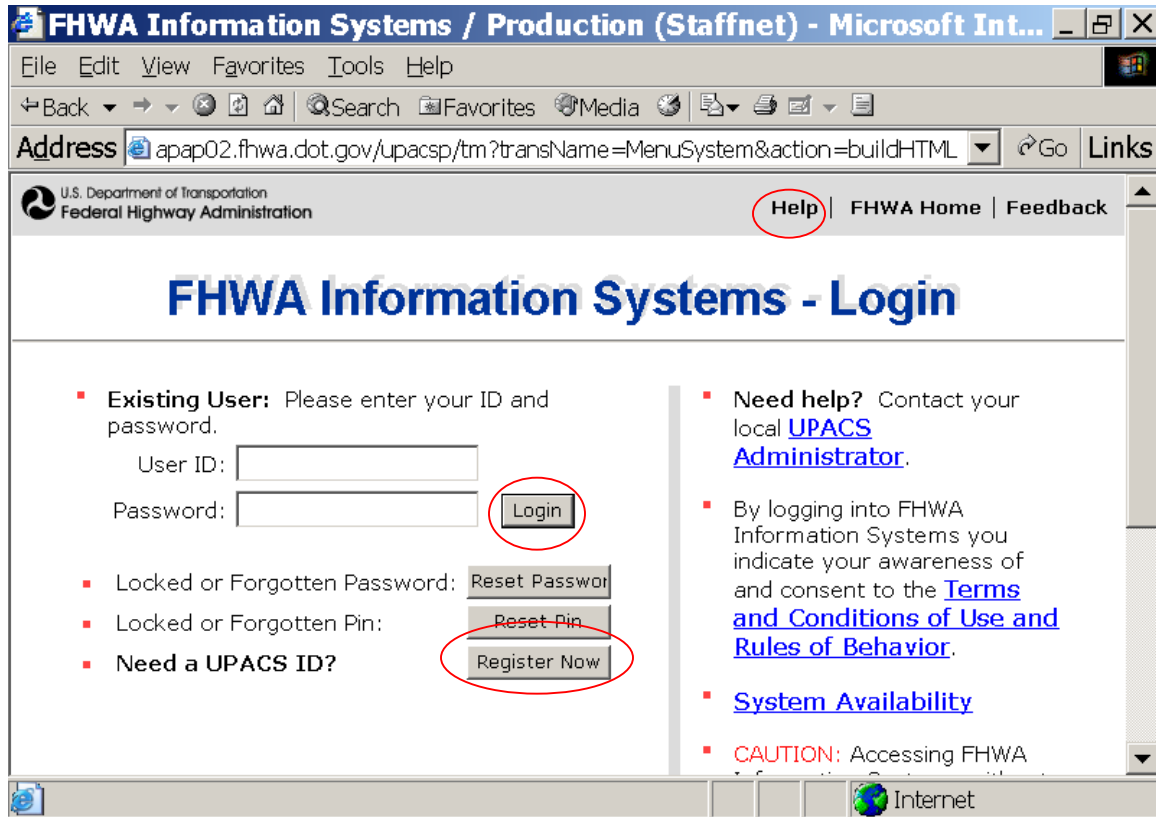 FHWA Information Systems / Production (Staffnet) - Microsoft Int...
File Edit View Favorites Tools Help
Back Search Favorites Media
Address apap02.fhwa.dot.gov/upacsp/tm?transName=MenuSystem&action=buildHTML Go Links
U.S. Department of Transportation
Federal Highway Administration
Help | FHWA Home | Feedback
FHWA Information Systems - Login
Existing User: Please enter your ID and
password.
User ID:
Password: Login
Locked or Forgotten Password: Reset Passwor
Locked or Forgotten Pin: Reset Pin
Need a UPACS ID? Register Now
Need help? Contact your
local UPACS
Administrator.
By logging into FHWA
Information Systems you
indicate your awareness of
and consent to the Terms
and Conditions of Use and
Rules of Behavior.
System Availability
CAUTION: Accessing FHWA
Internet